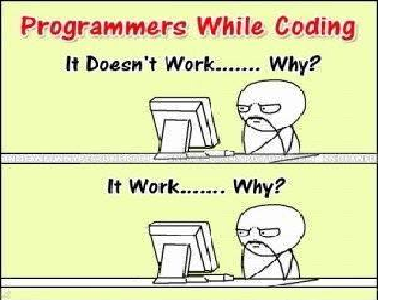 Programmers While Coding
It Doesn't Work....... Why?
It Work....... Why?